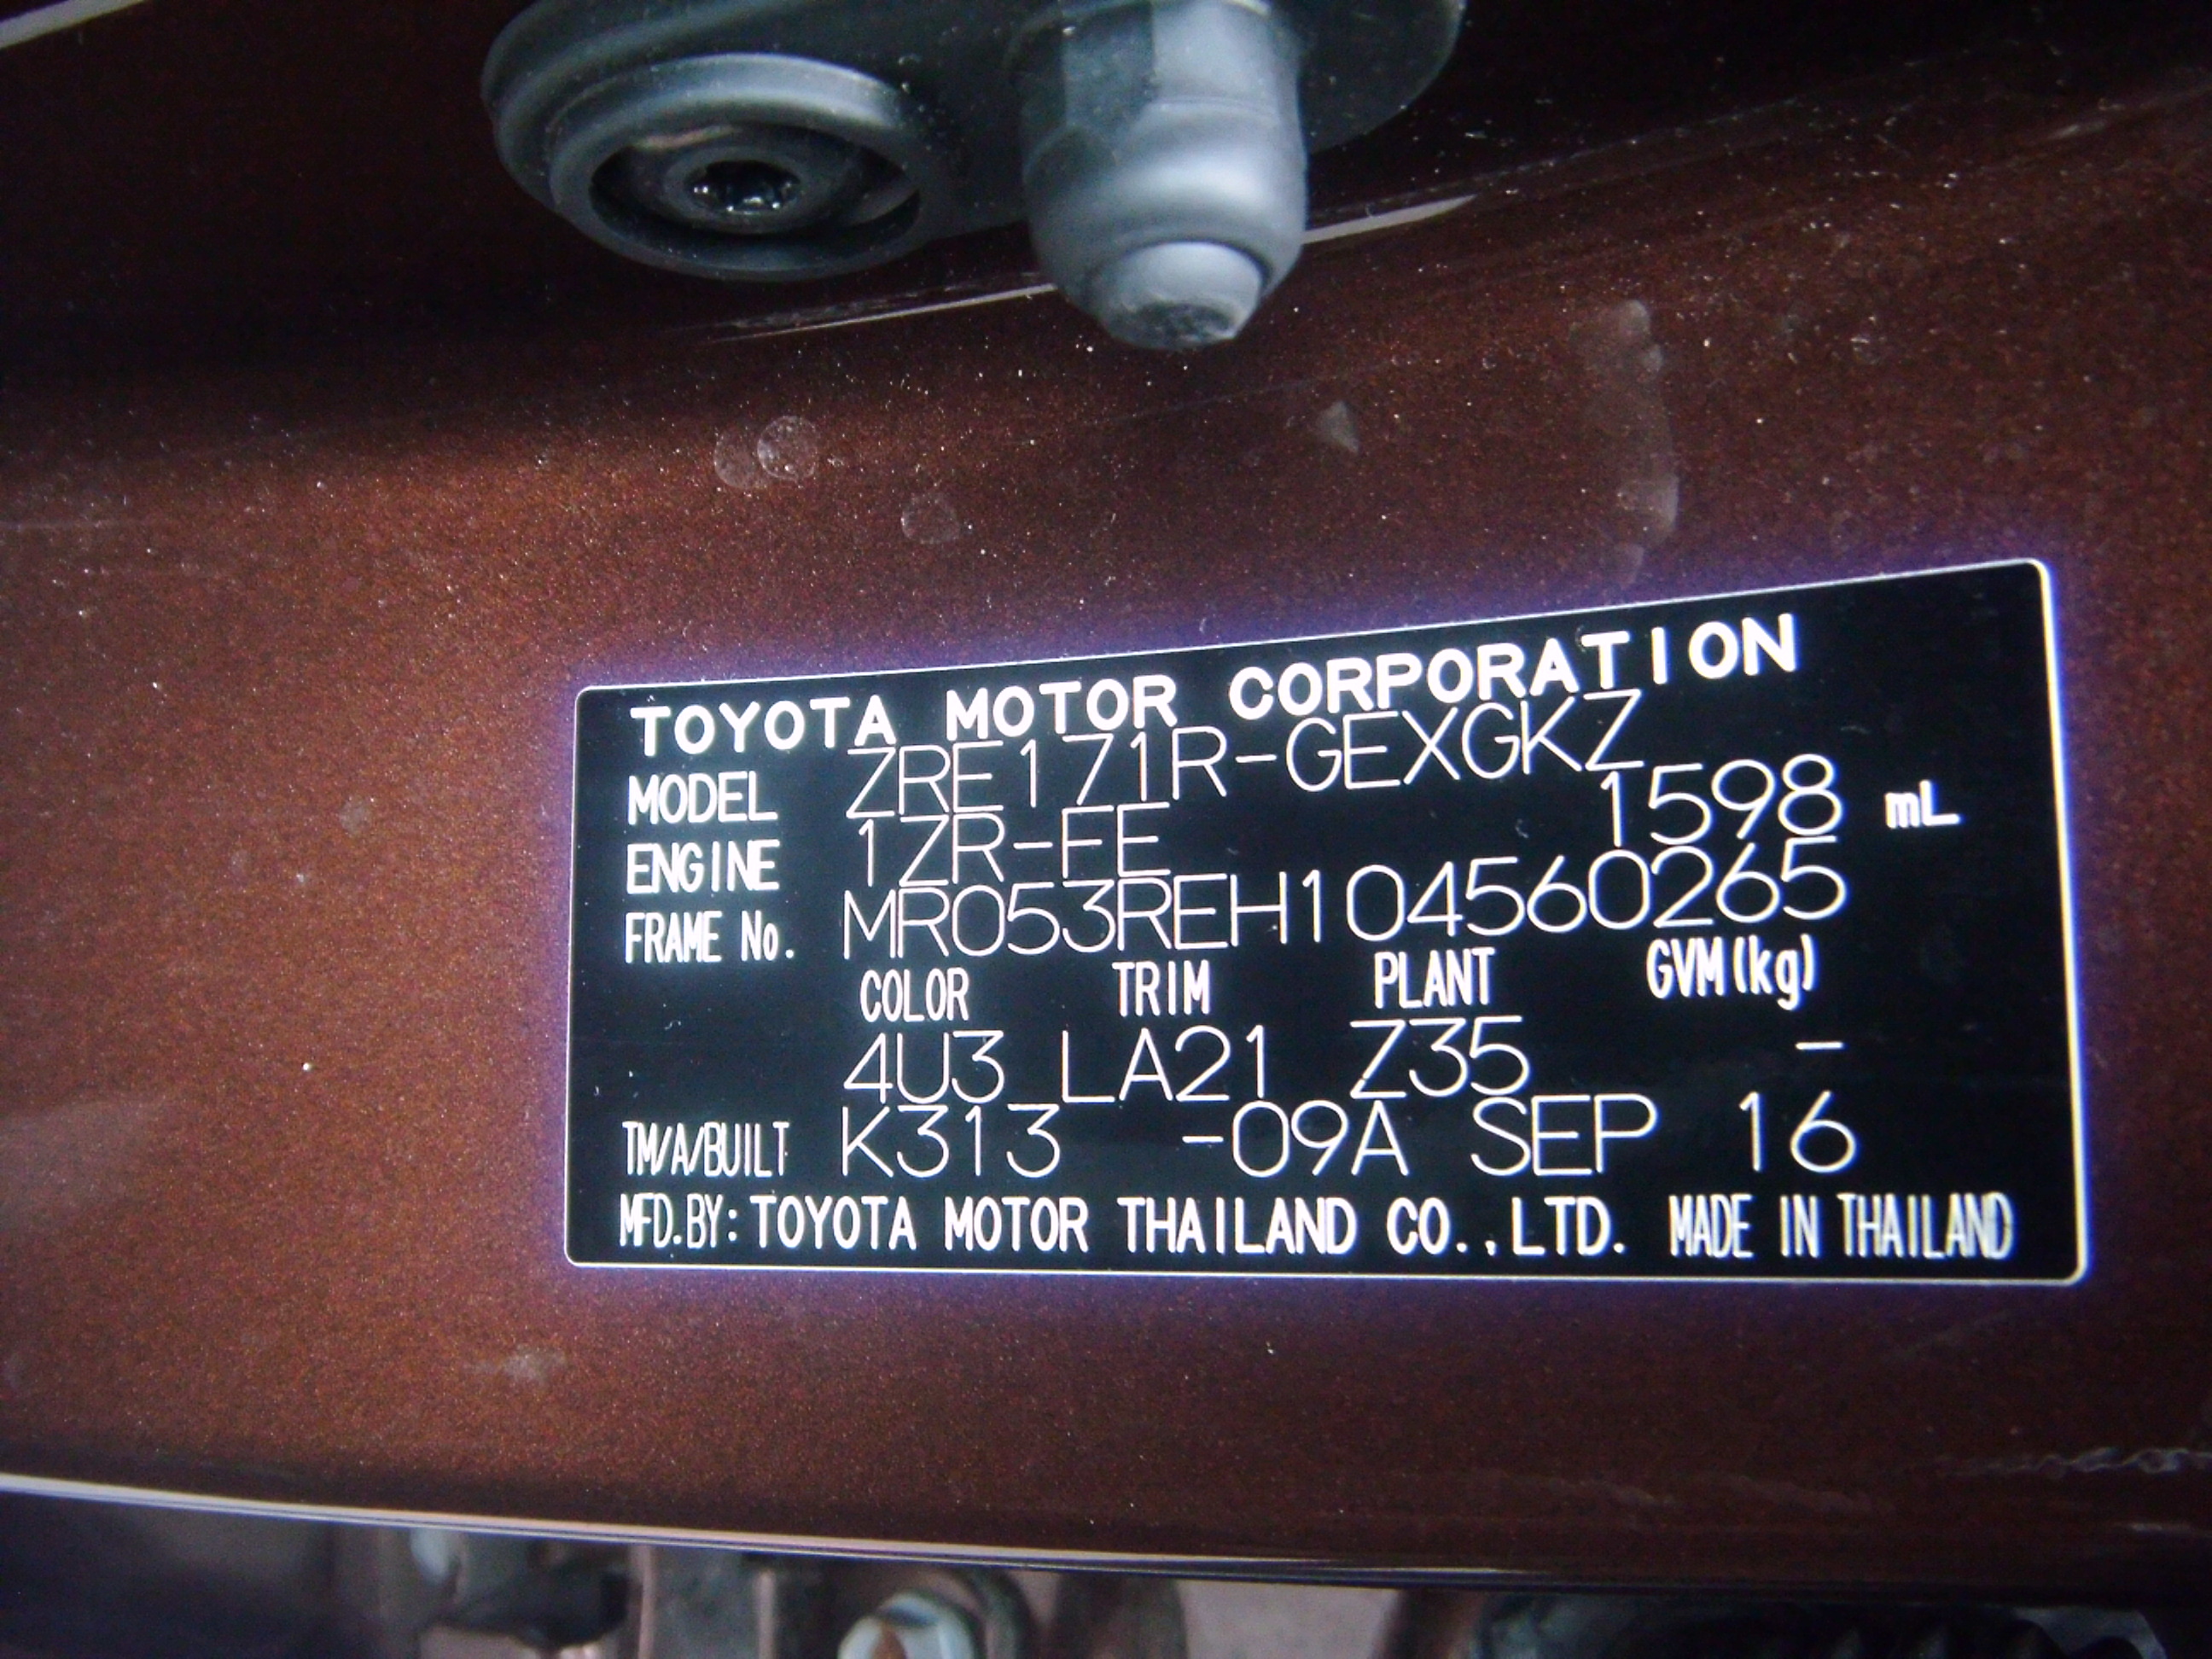 TOYOTA MOTOR CORPORATION
MODEL ZRE171R-GEXGKZ
ENGINE 1ZR-FE 1598 mL
FRAME No. MR053REH104560265
COLOR TRIM PLANT GVM(kg)
4U3 LA21 Z35 -
TM/A/BUILT K313 -09A SEP 16
MFD.BY: TOYOTA MOTOR THAILAND CO.,LTD. MADE IN THAILAND